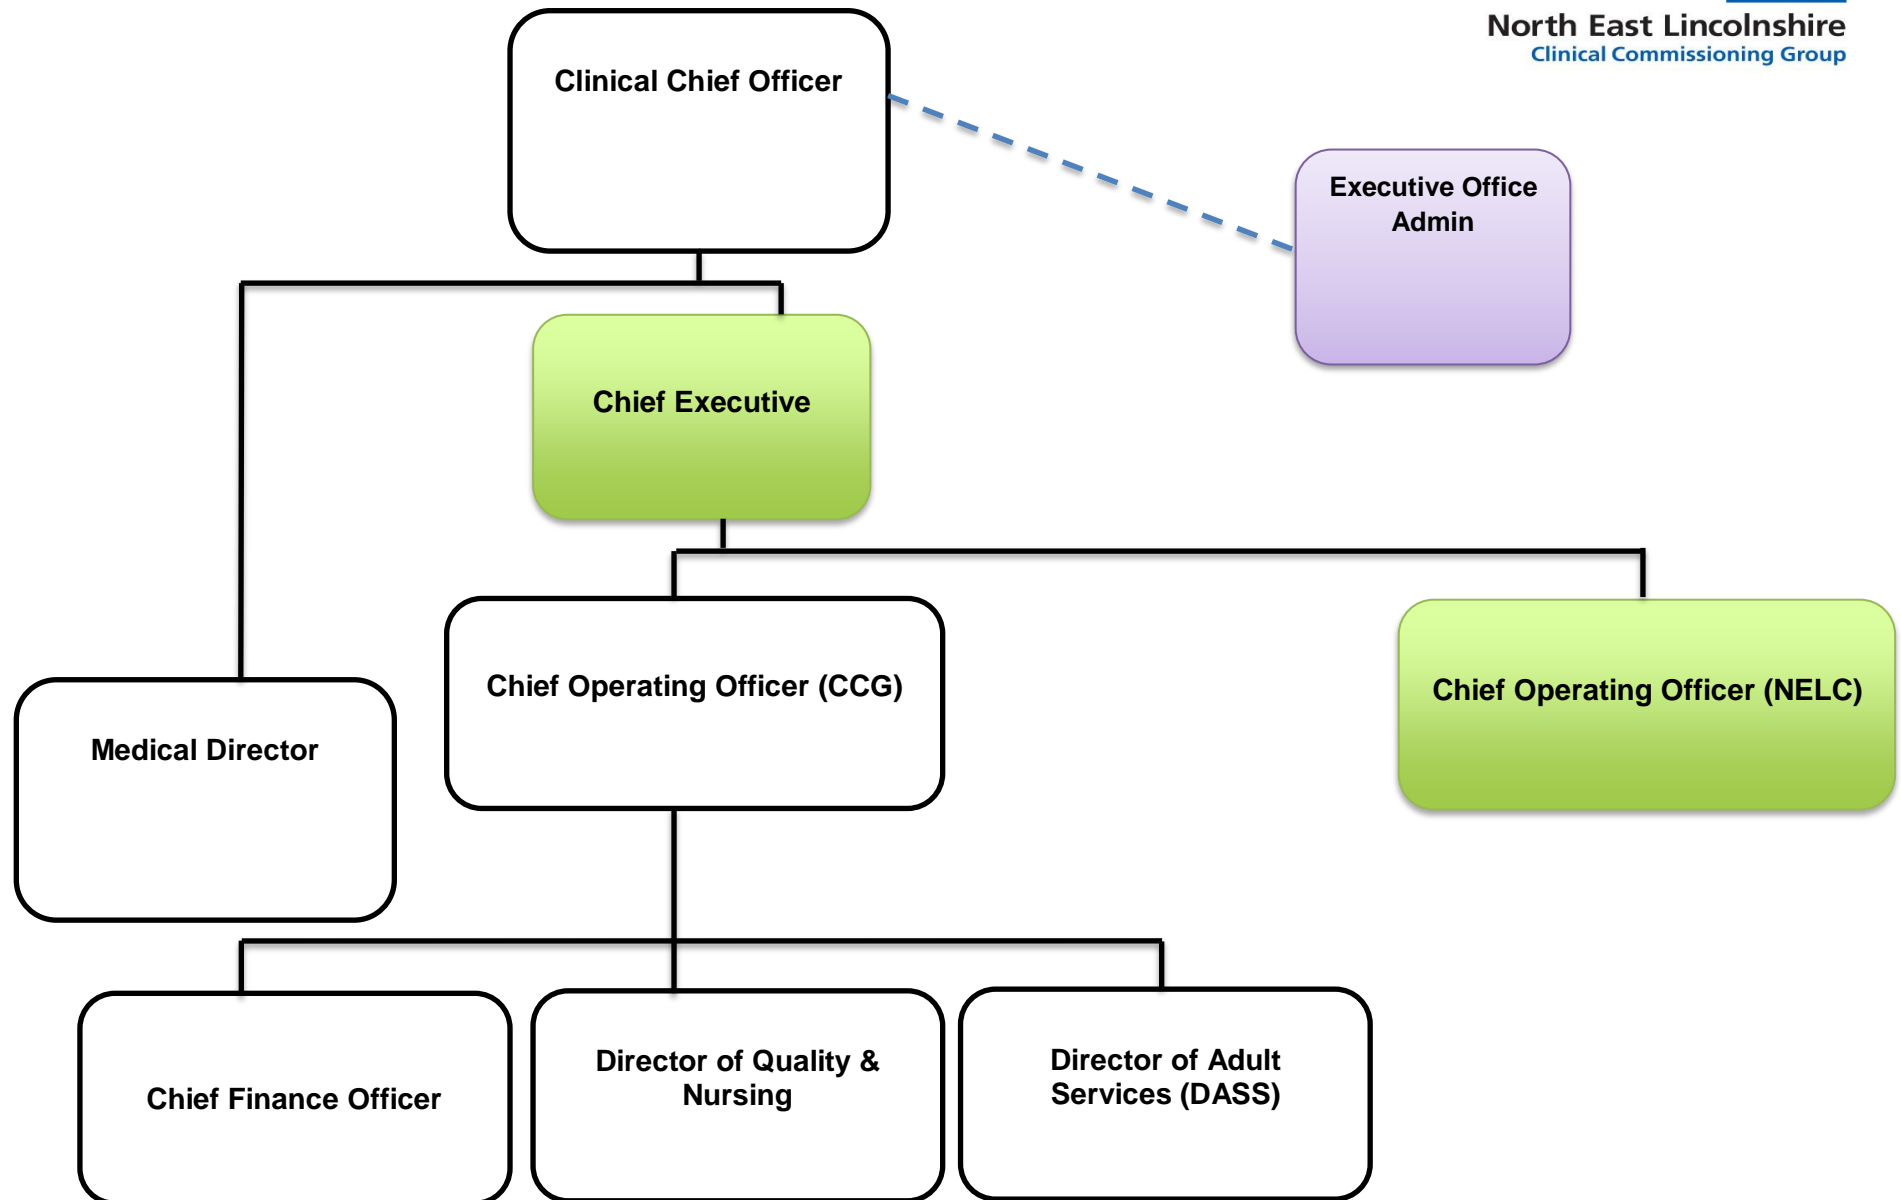 North East Lincolnshire
Clinical Commissioning Group
Clinical Chief Officer
Executive Office
Admin
Chief Executive
Chief Operating Officer (CCG)
Chief Operating Officer (NELC)
Medical Director
Chief Finance Officer
Director of Quality &
Nursing
Director of Adult
Services (DASS)